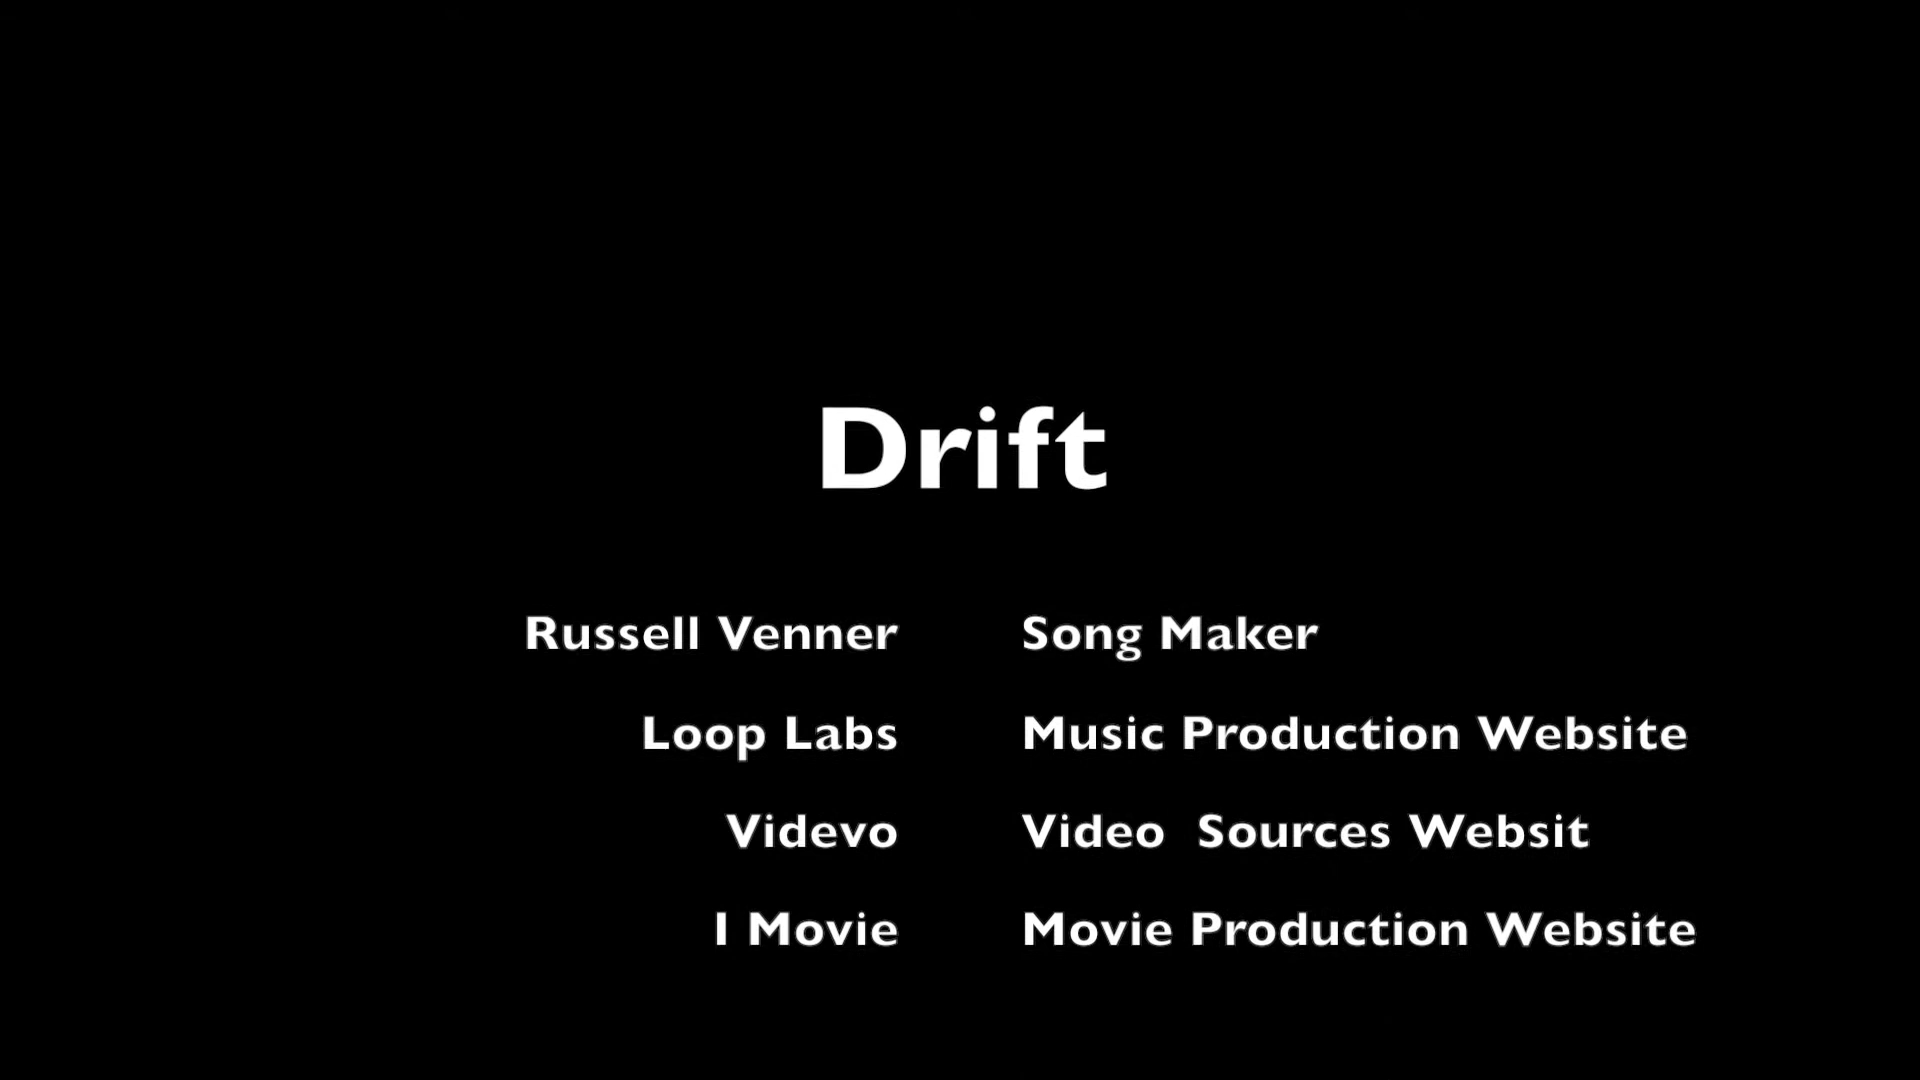 Drift
Russell Venner Song Maker
Loop Labs Music Production Website
Videvo Video  Sources Websit
I Movie Movie Production Website